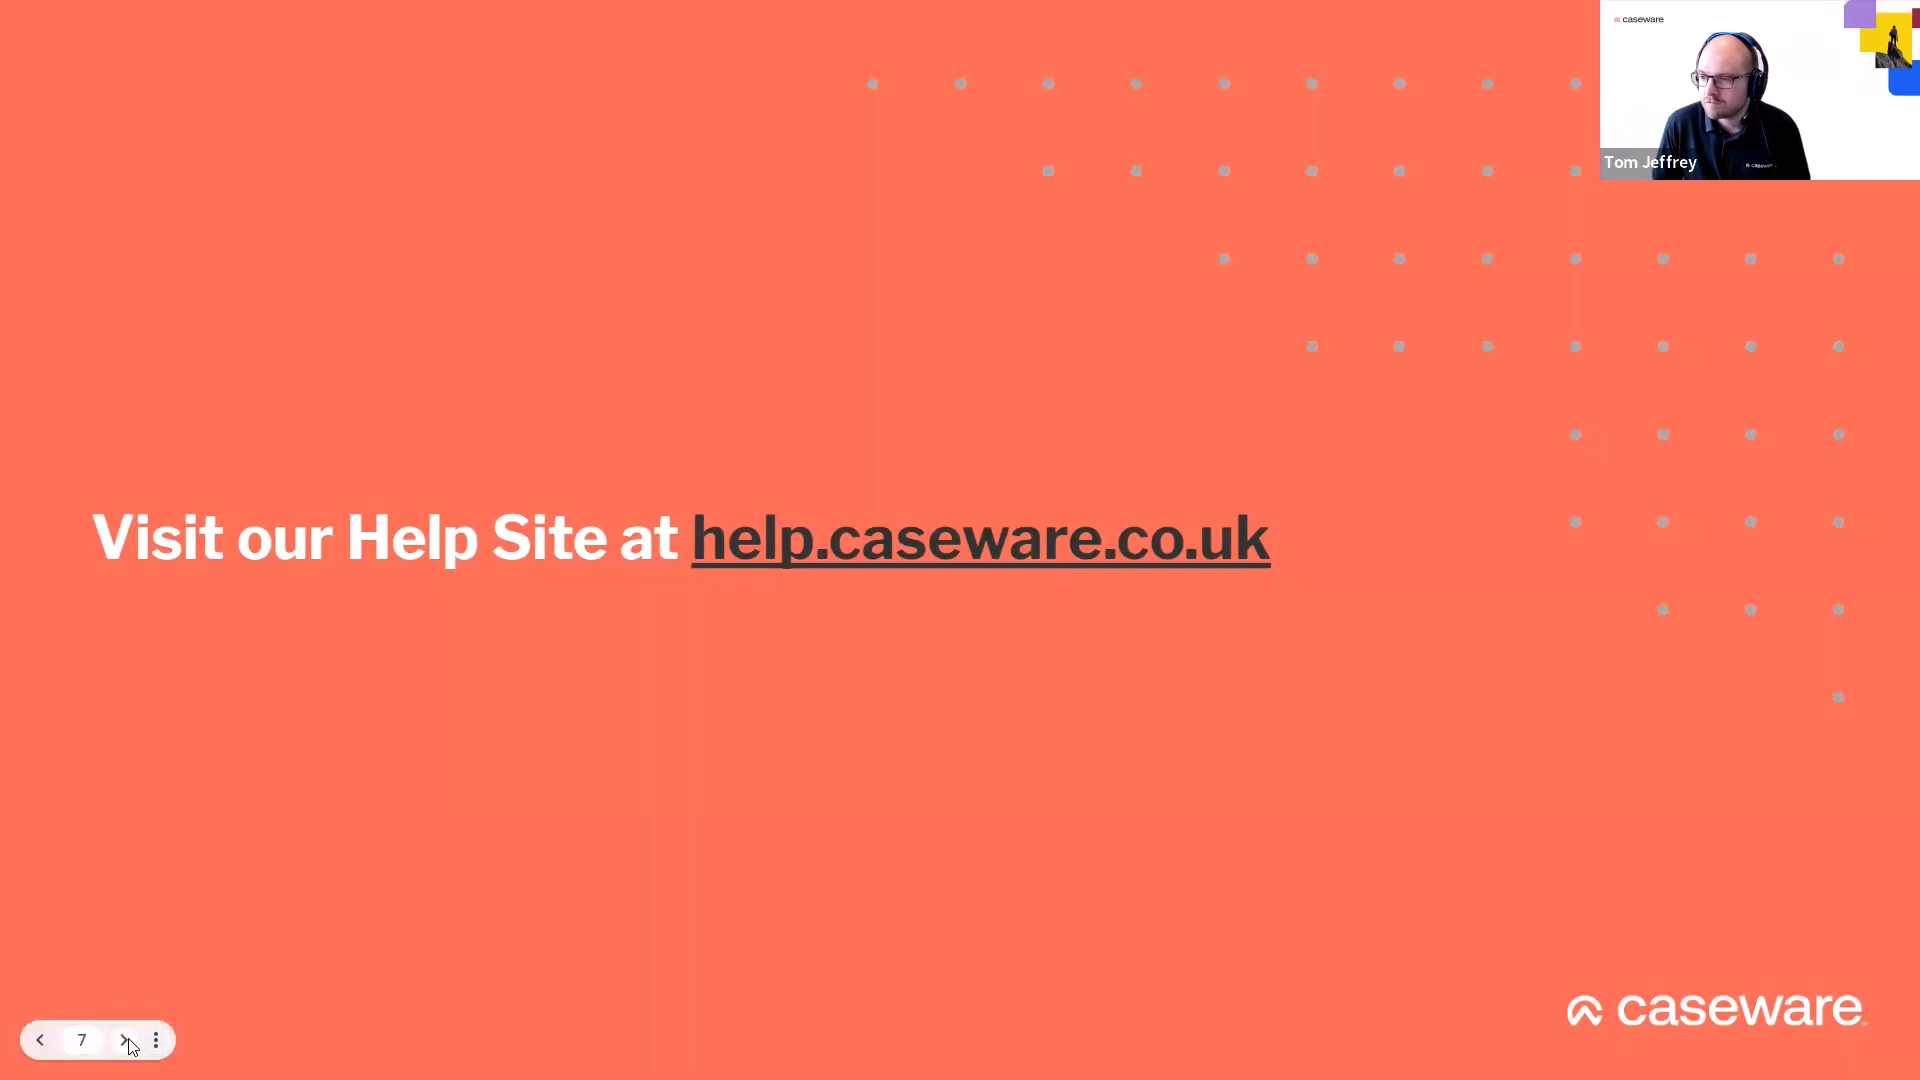 caseware
Tom Jeffrey
Visit our Help Site at help.caseware.co.uk
caseware
7